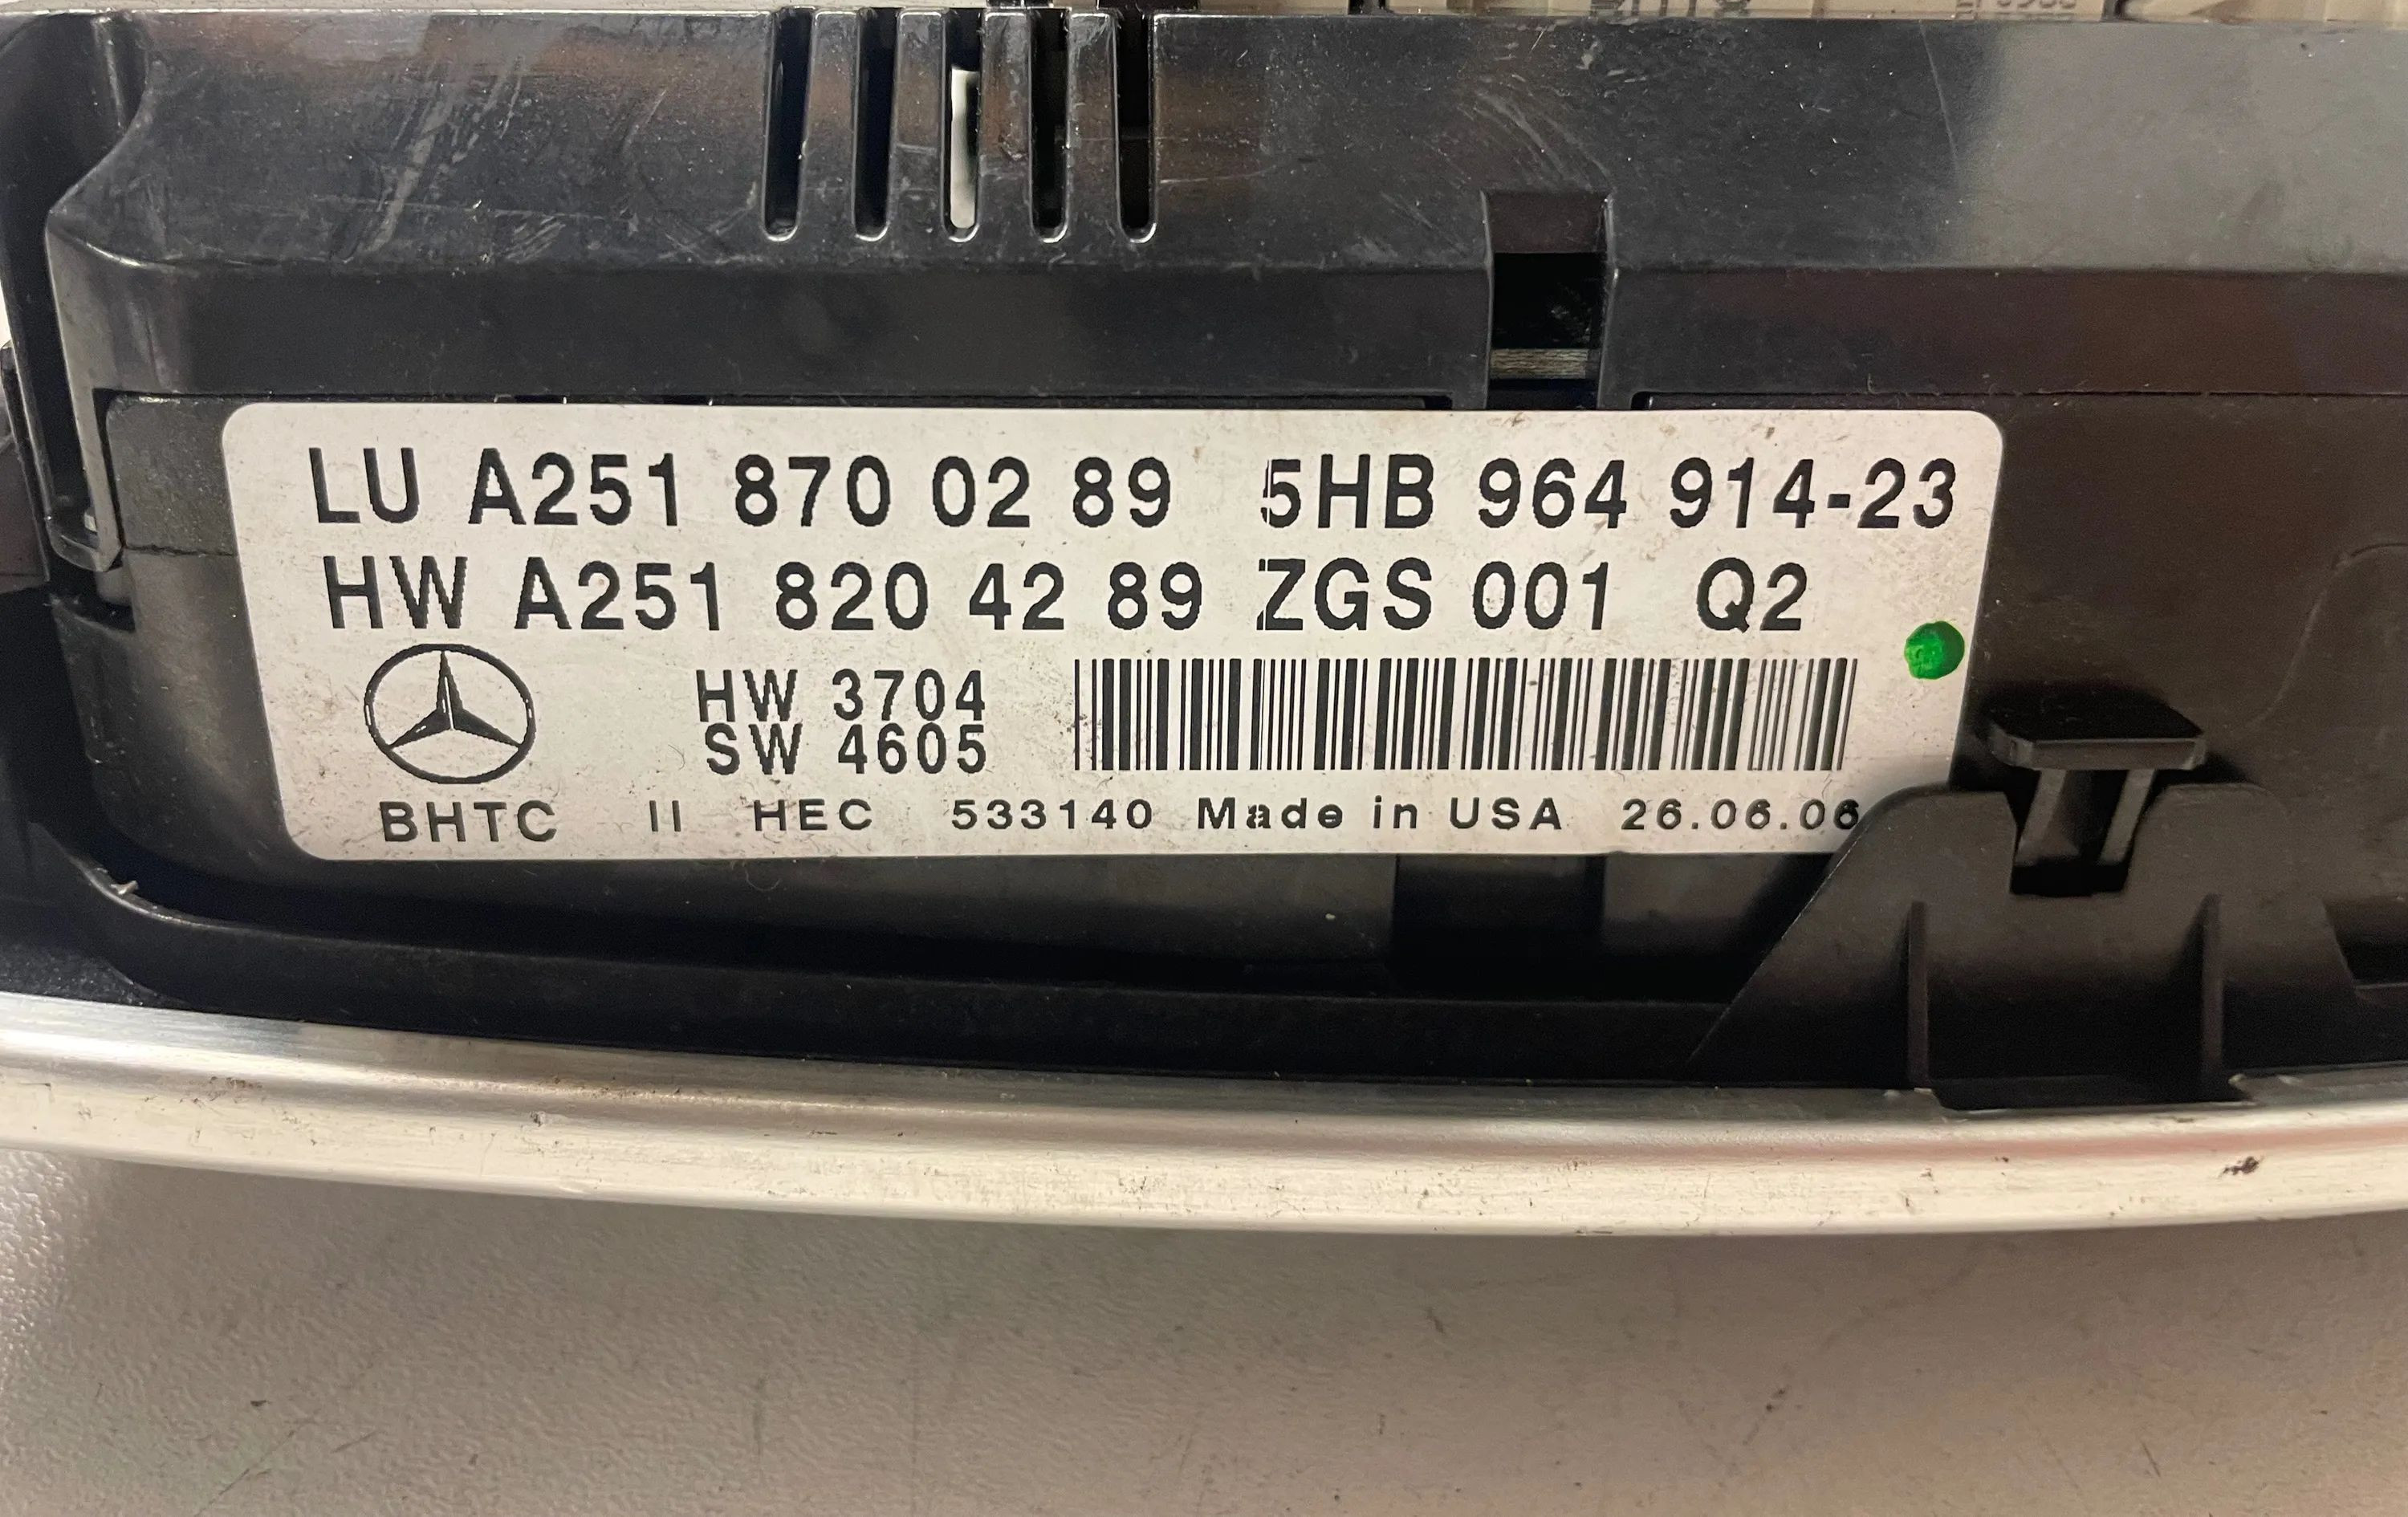 LU A251 870 02 89 5HB 964 914-23
HW A251 820 42 89 ZGS 001 Q2
HW 3704
SW 4605
BHTC II HEC 533140 Made in USA 26.06.06